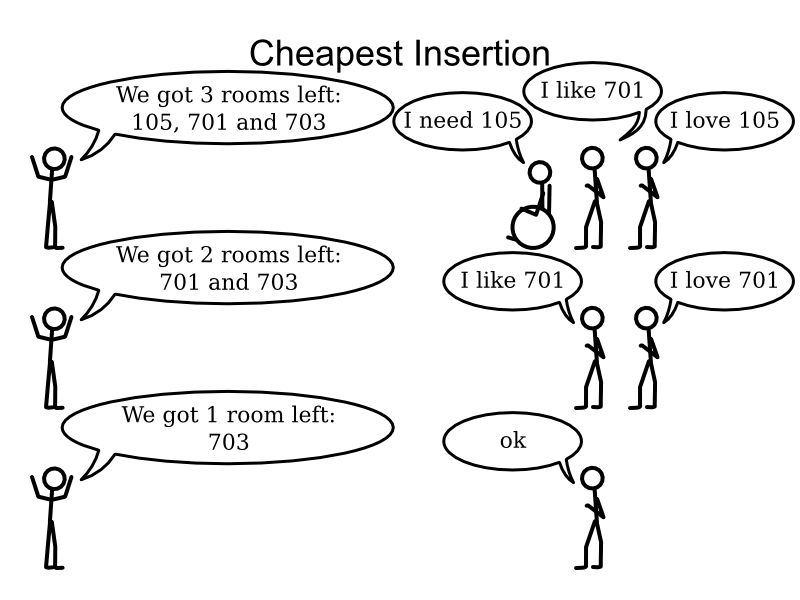 Cheapest Insertion
We got 3 rooms left:
105, 701 and 703
I need 105
I like 701
I love 105
We got 2 rooms left:
701 and 703
I like 701
I love 701
We got 1 room left:
703
ok